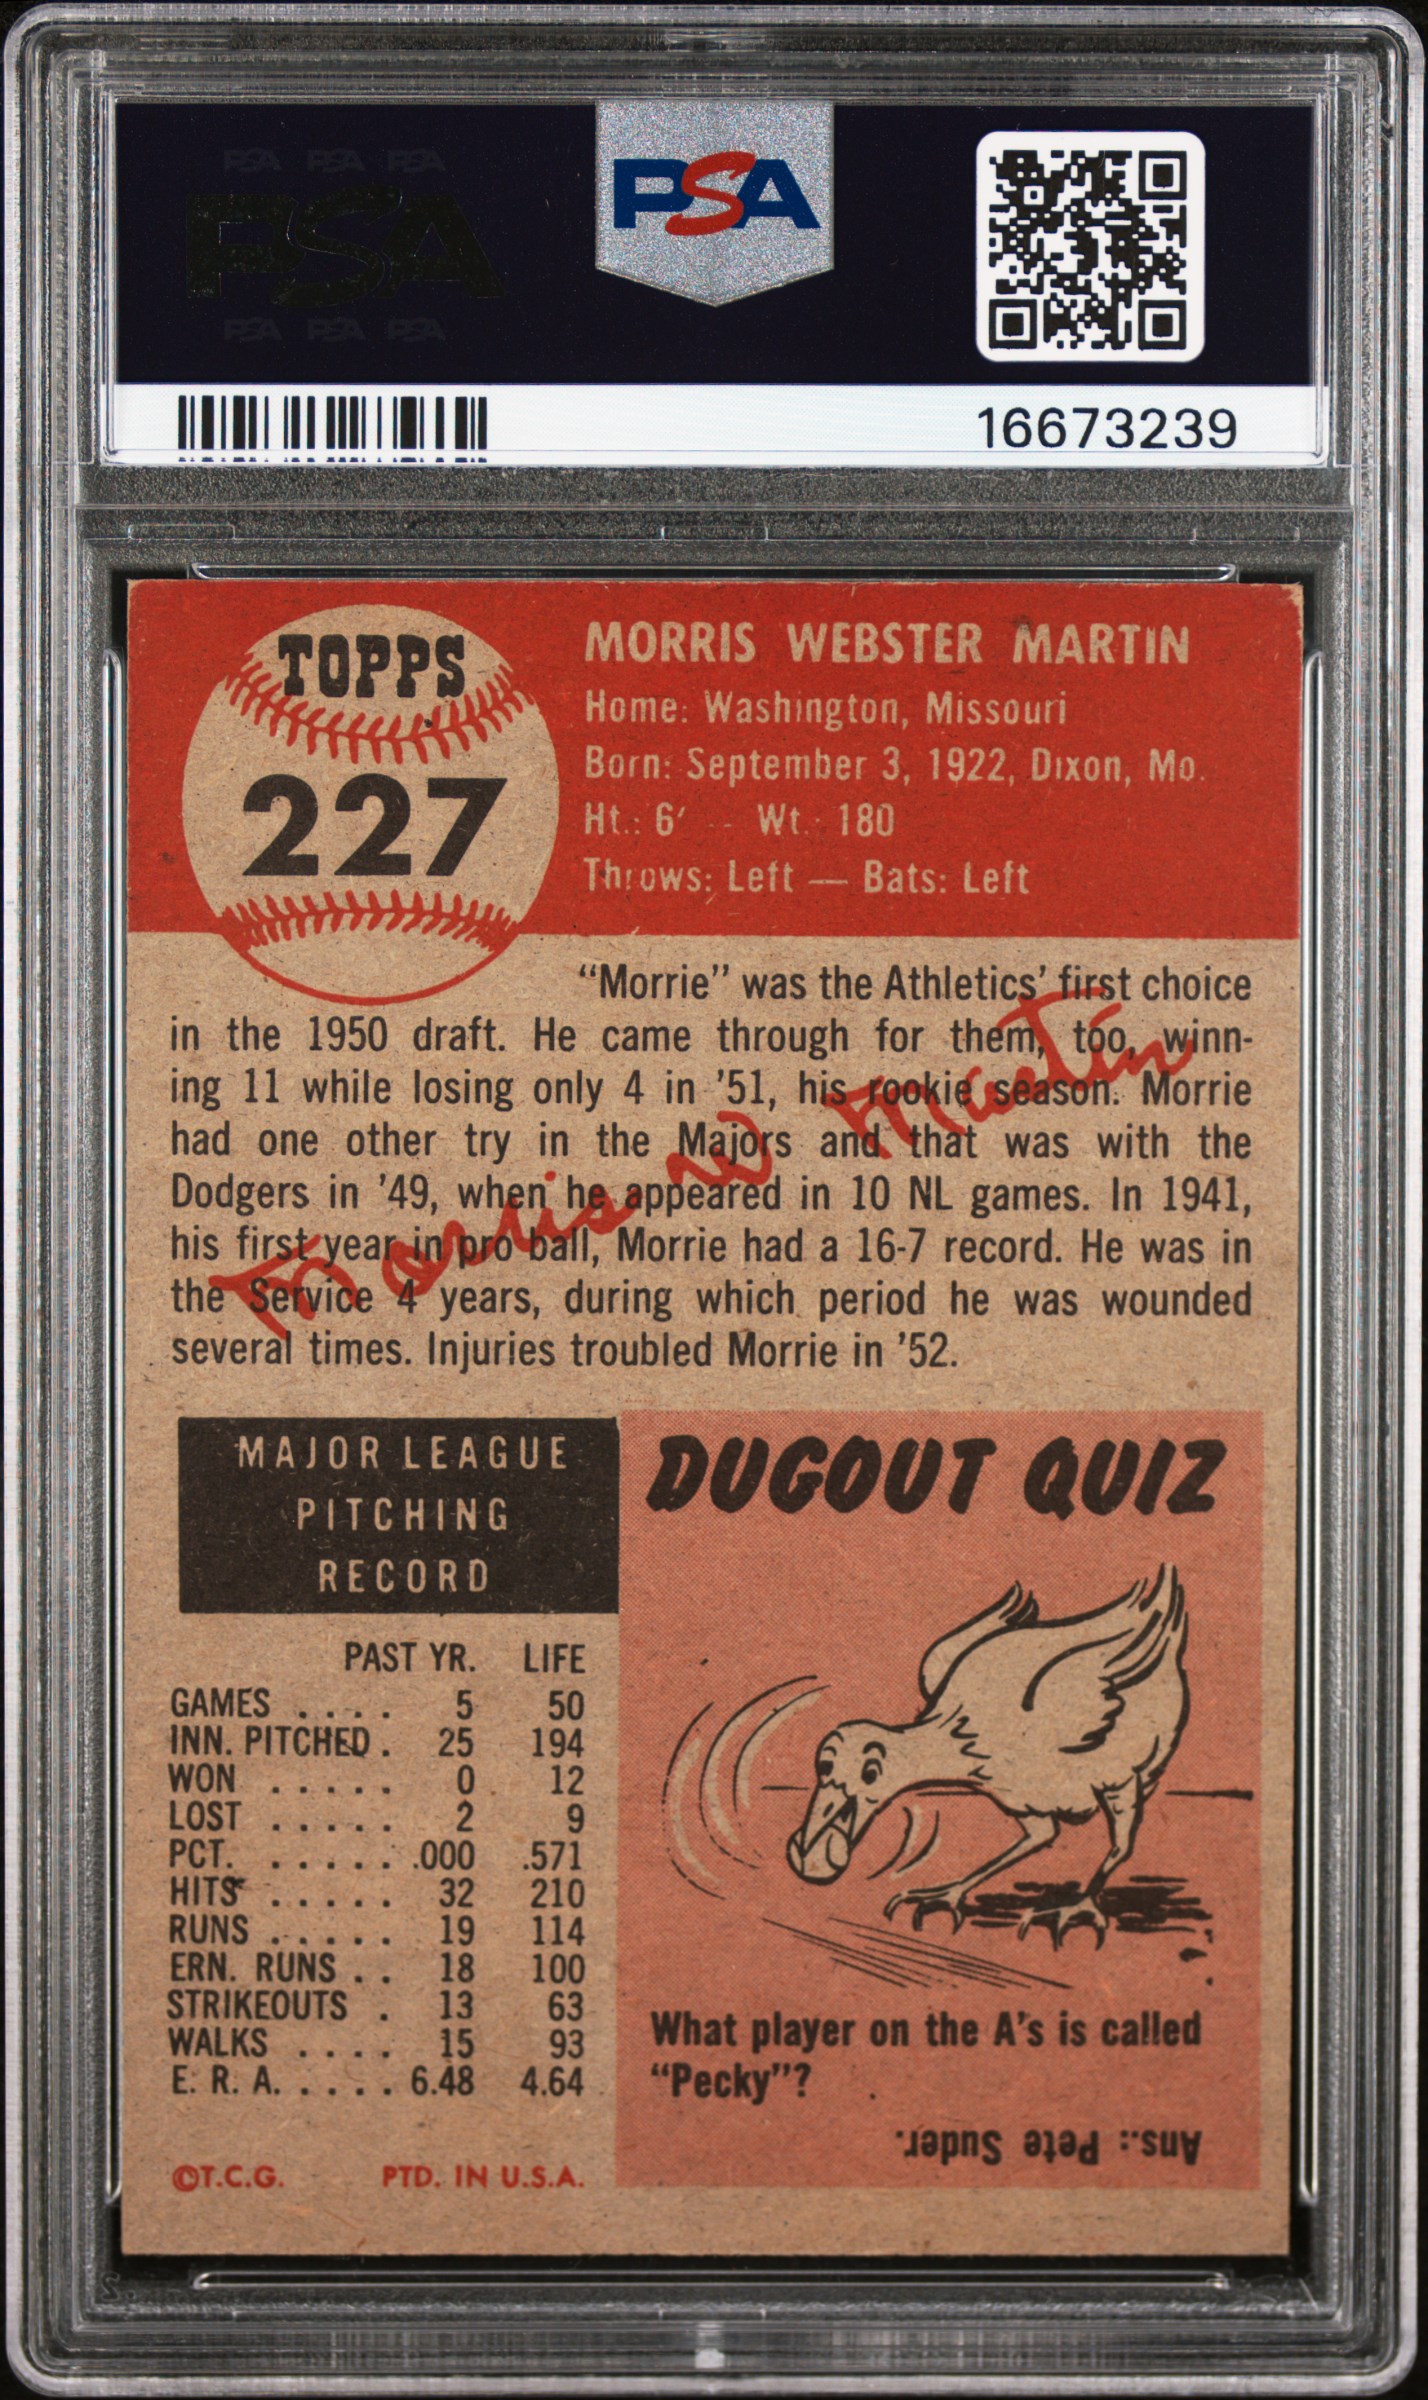 PSA PSA PSA
PSA
PSA PSA PSA
PSA
16673239
TOPPS
227
MORRIS WEBSTER MARTIN
Home: Washington, Missouri
Born: September 3, 1922, Dixon, Mo.
Ht.: 6' -- Wt.: 180
Throws: Left — Bats: Left
"Morrie" was the Athletics' first choice
in the 1950 draft. He came through for them, too, winn-
ing 11 while losing only 4 in '51, his rookie season. Morrie
had one other try in the Majors and that was with the
Dodgers in '49, when he appeared in 10 NL games. In 1941,
his first year in pro ball, Morrie had a 16-7 record. He was in
the Service 4 years, during which period he was wounded
several times. Injuries troubled Morrie in '52.
Morris W Martin
MAJOR LEAGUE
PITCHING
RECORD
PAST YR. LIFE
GAMES . . . . 5 50
INN. PITCHED . 25 194
WON . . . . . 0 12
LOST . . . . . 2 9
PCT. . . . . . .000 .571
HITS . . . . . 32 210
RUNS . . . . . 19 114
ERN. RUNS . . 18 100
STRIKEOUTS . 13 63
WALKS . . . . 15 93
E. R. A. . . . . 6.48 4.64
©T.C.G. PTD. IN U.S.A.
DUGOUT QUIZ
What player on the A's is called
"Pecky"?
Ans.: Pete Suder.